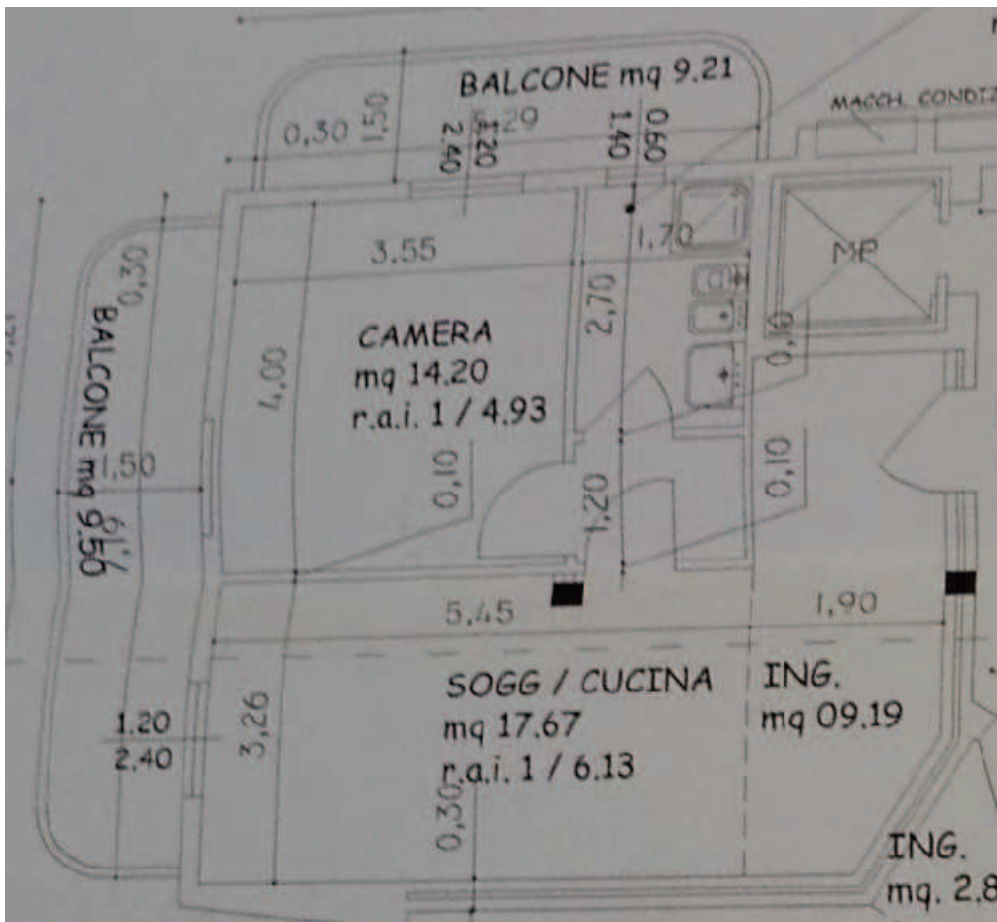 BALCONE mq 9.21
MACCH. CONDIZ
0,30
1,50
1.20
2.40
0.60
1.40
3.55
1,70
MP
0,30
BALCONE mq 9.50
1,50
2,70
CAMERA
mq 14.20
r.a.i. 1 / 4.93
4,00
0,10
0,10
0,10
1,20
5,45
1,90
SOGG / CUCINA
mq 17.67
r.a.i. 1 / 6.13
ING.
mq 09.19
3,26
1.20
2.40
0,30
ING.
mq. 2.8